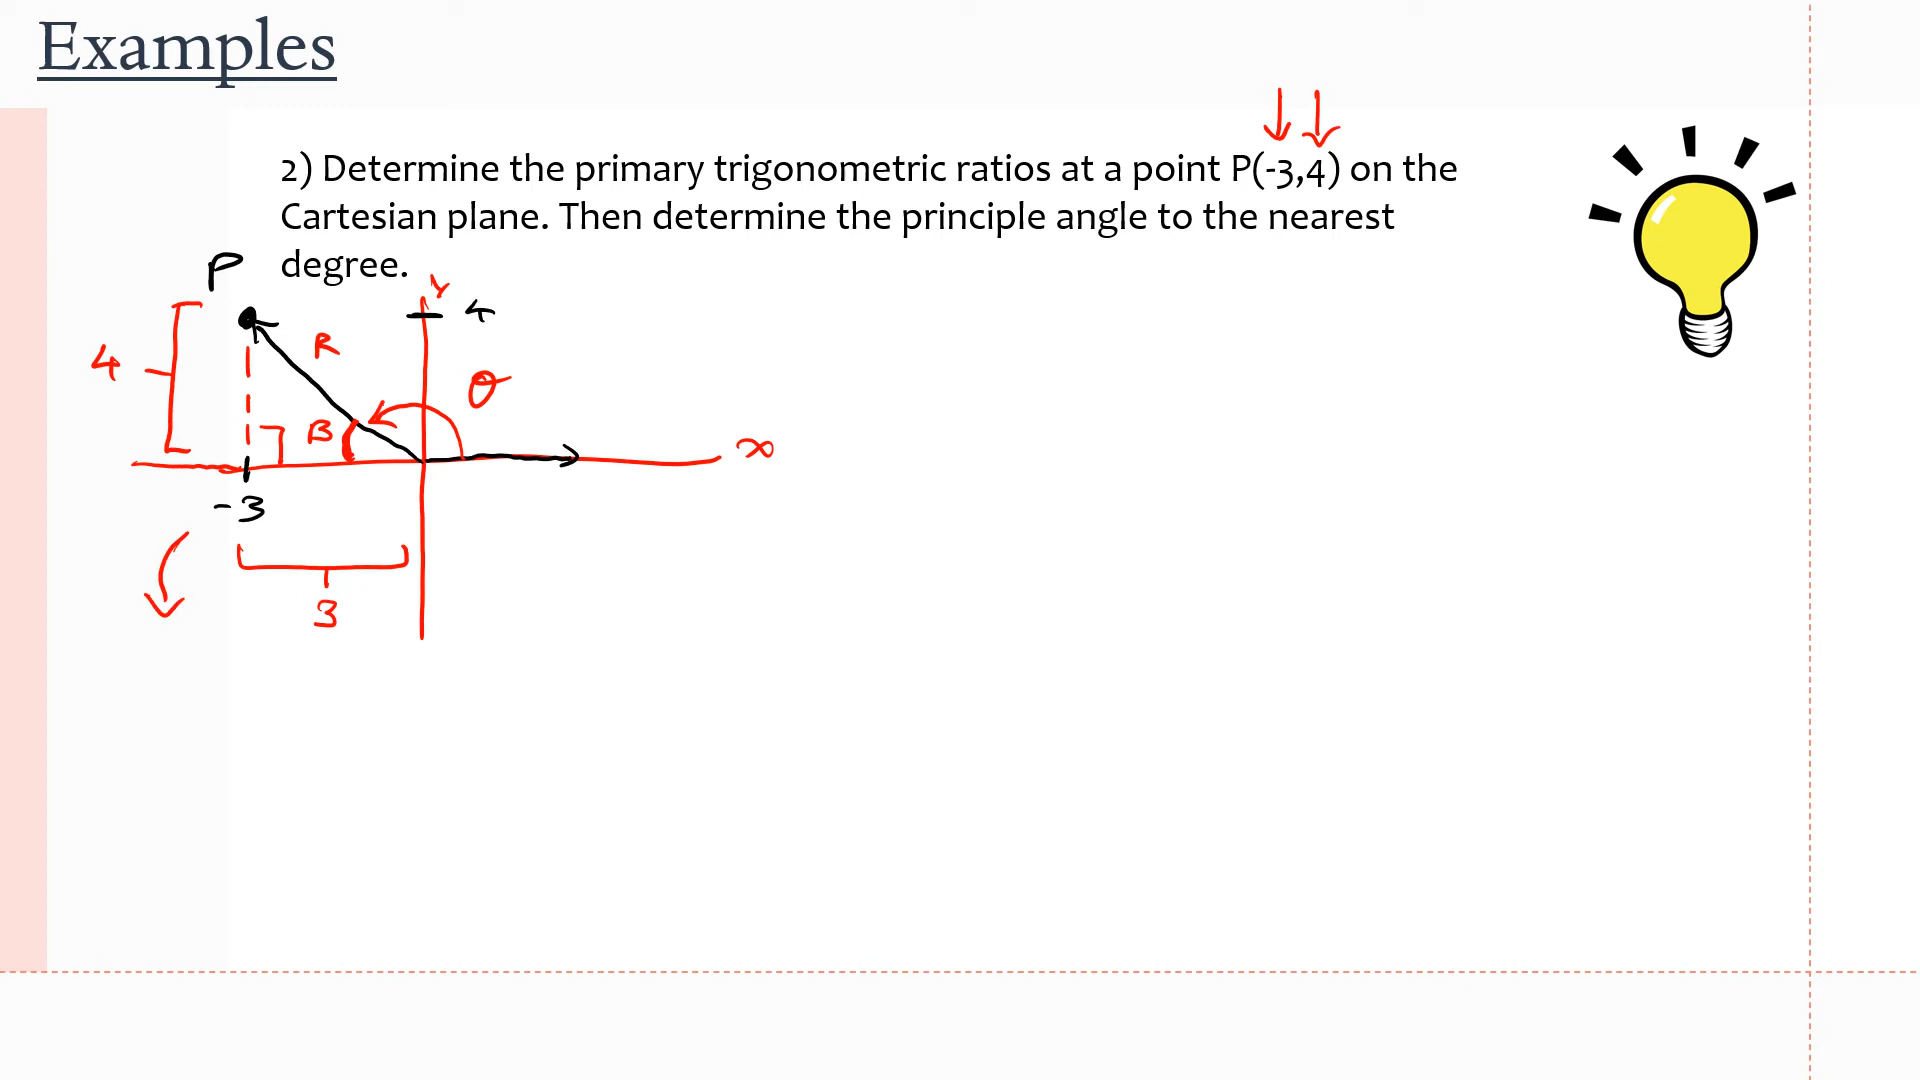 Examples
2) Determine the primary trigonometric ratios at a point P(-3,4) on the
Cartesian plane. Then determine the principle angle to the nearest
degree.
P
Y
4
R
4
θ
B
x
-3
3